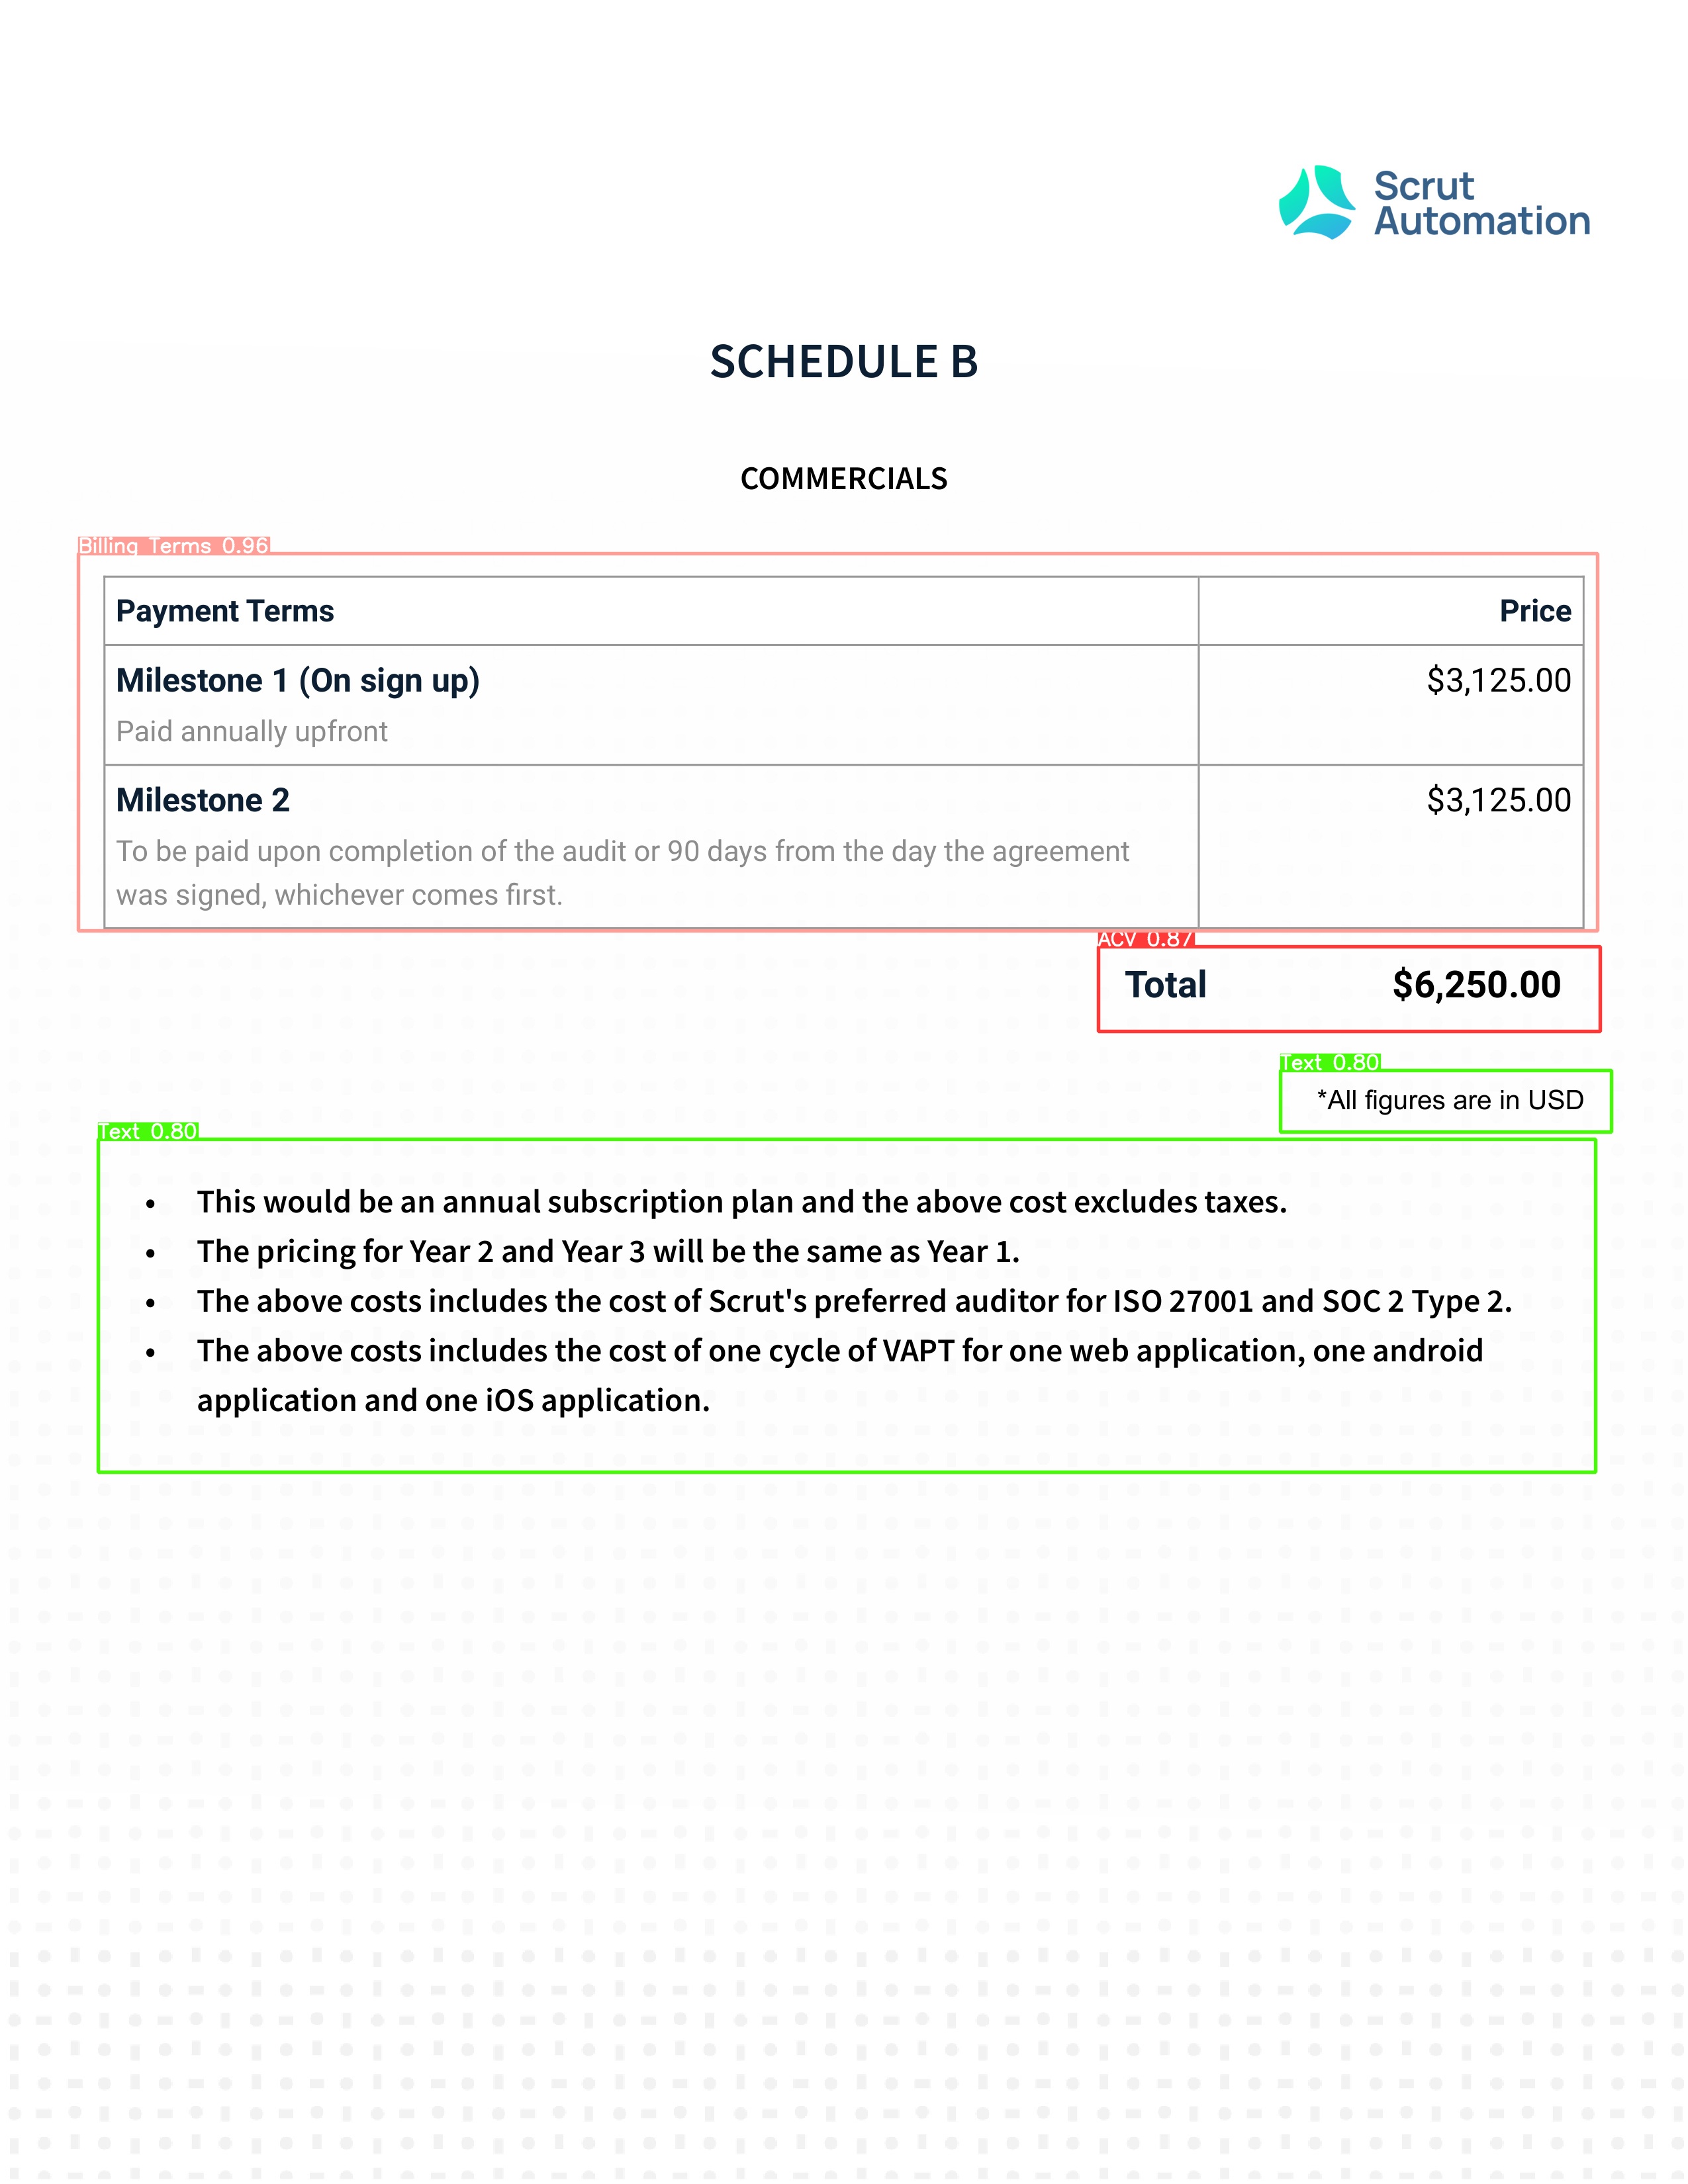 Scrut
Automation
SCHEDULE B
COMMERCIALS
Billing Terms 0.96
Payment Terms Price
Milestone 1 (On sign up) $3,125.00
Paid annually upfront
Milestone 2 $3,125.00
To be paid upon completion of the audit or 90 days from the day the agreement
was signed, whichever comes first.
ACV 0.87
Total $6,250.00
Text 0.80
*All figures are in USD
Text 0.80
• This would be an annual subscription plan and the above cost excludes taxes.
• The pricing for Year 2 and Year 3 will be the same as Year 1.
• The above costs includes the cost of Scrut's preferred auditor for ISO 27001 and SOC 2 Type 2.
• The above costs includes the cost of one cycle of VAPT for one web application, one android
application and one iOS application.